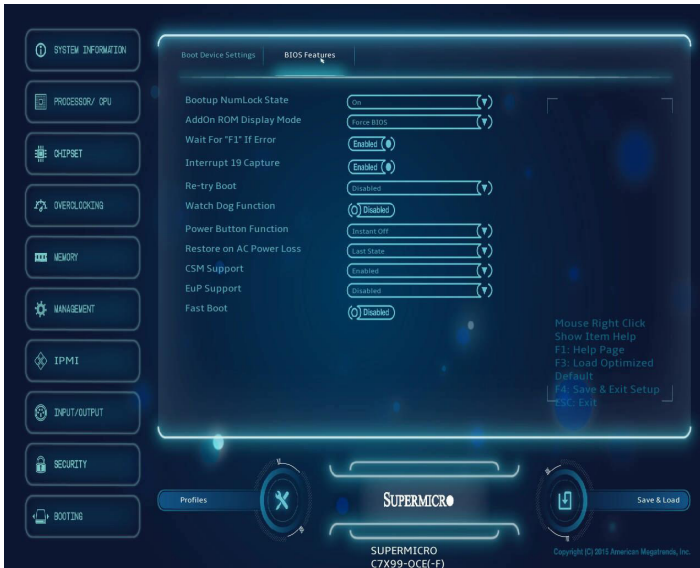 SYSTEM INFORMATION
PROCESSOR/ CPU
CHIPSET
OVERCLOCKING
MEMORY
MANAGEMENT
IPMI
INPUT/OUTPUT
SECURITY
BOOTING
Boot Device Settings
BIOS Features
Bootup NumLock State
On
AddOn ROM Display Mode
Force BIOS
Wait For "F1" If Error
Enabled
Interrupt 19 Capture
Enabled
Re-try Boot
Disabled
Watch Dog Function
Disabled
Power Button Function
Instant Off
Restore on AC Power Loss
Last State
CSM Support
Enabled
EuP Support
Disabled
Fast Boot
Disabled
Mouse Right Click
Show Item Help
F1: Help Page
F3: Load Optimized
Default
F4: Save & Exit Setup
ESC: Exit
Profiles
SUPERMICRO
Save & Load
SUPERMICRO
C7X99-OCE(-F)
Copyright (C) 2015 American Megatrends, Inc.